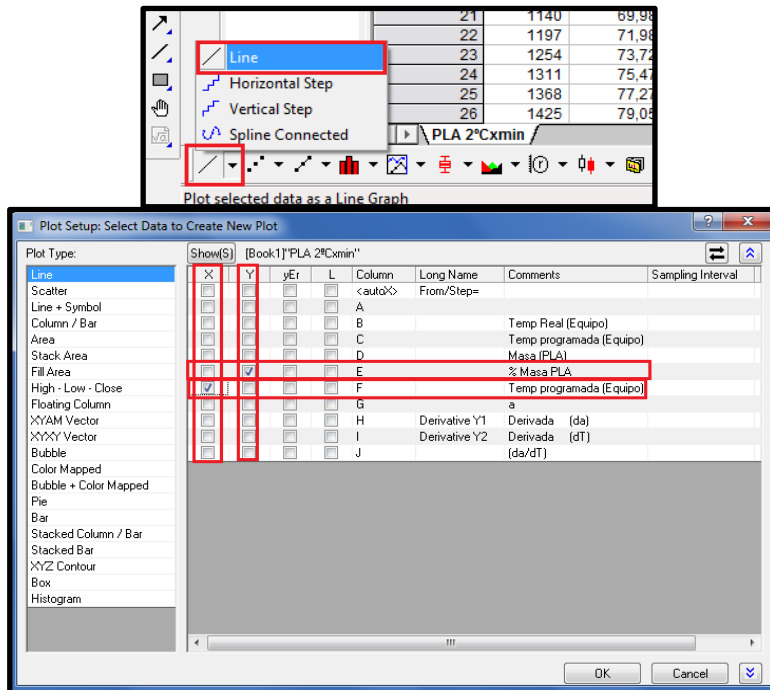 21 1140 69,98
22 1197 71,98
Line 23 1254 73,72
Horizontal Step 24 1311 75,47
Vertical Step 25 1368 77,27
Spline Connected 26 1425 79,05
PLA 2ºCxmin
Plot selected data as a Line Graph
Plot Setup: Select Data to Create New Plot
Plot Type: Show(S) [Book1]"PLA 2ºCxmin"
X Y yEr L Column Long Name Comments Sampling Interval
Line <autoX> From/Step=
Scatter A
Line + Symbol B Temp Real (Equipo)
Column / Bar C Temp programada (Equipo)
Area D Masa (PLA)
Stack Area E % Masa PLA
Fill Area F Temp programada (Equipo)
High - Low - Close G a
Floating Column H Derivative Y1 Derivada (da)
XYAM Vector I Derivative Y2 Derivada (dT)
XYXY Vector J (da/dT)
Bubble
Color Mapped
Bubble + Color Mapped
Pie
Bar
Stacked Column / Bar
Stacked Bar
XYZ Contour
Box
Histogram
OK Cancel